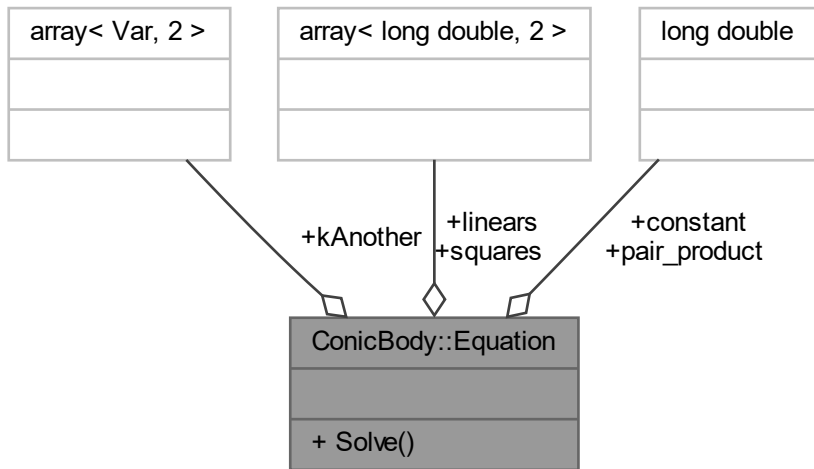 array< Var, 2 >
array< long double, 2 >
long double
+kAnother
+linears
+squares
+constant
+pair_product
ConicBody::Equation
+ Solve()